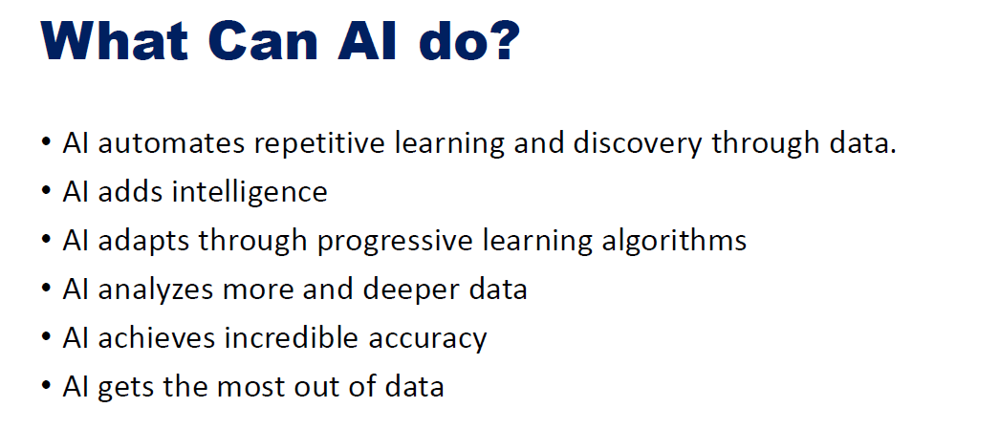 What Can AI do?
• AI automates repetitive learning and discovery through data.
• AI adds intelligence
• AI adapts through progressive learning algorithms
• AI analyzes more and deeper data
• AI achieves incredible accuracy
• AI gets the most out of data